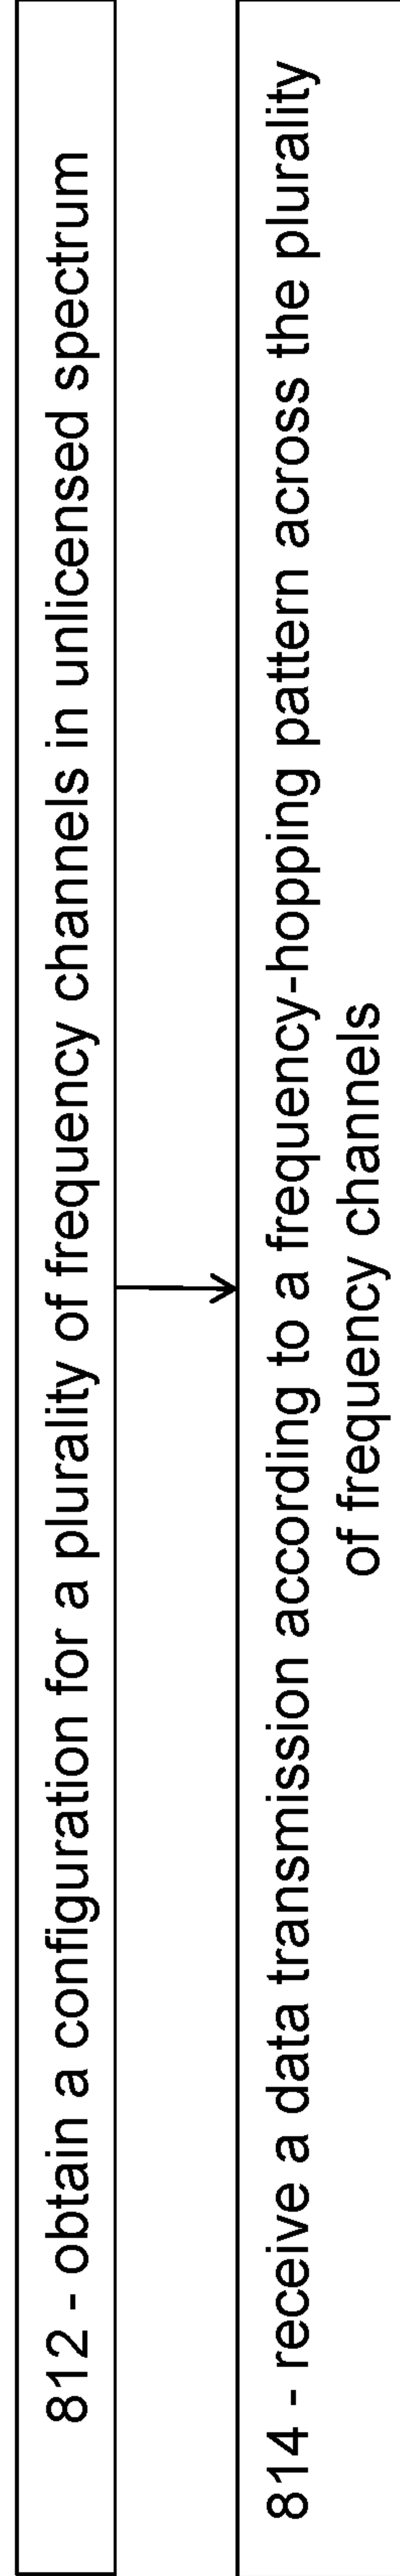 812 - obtain a configuration for a plurality of frequency channels in unlicensed spectrum
814 - receive a data transmission according to a frequency-hopping pattern across the plurality
of frequency channels